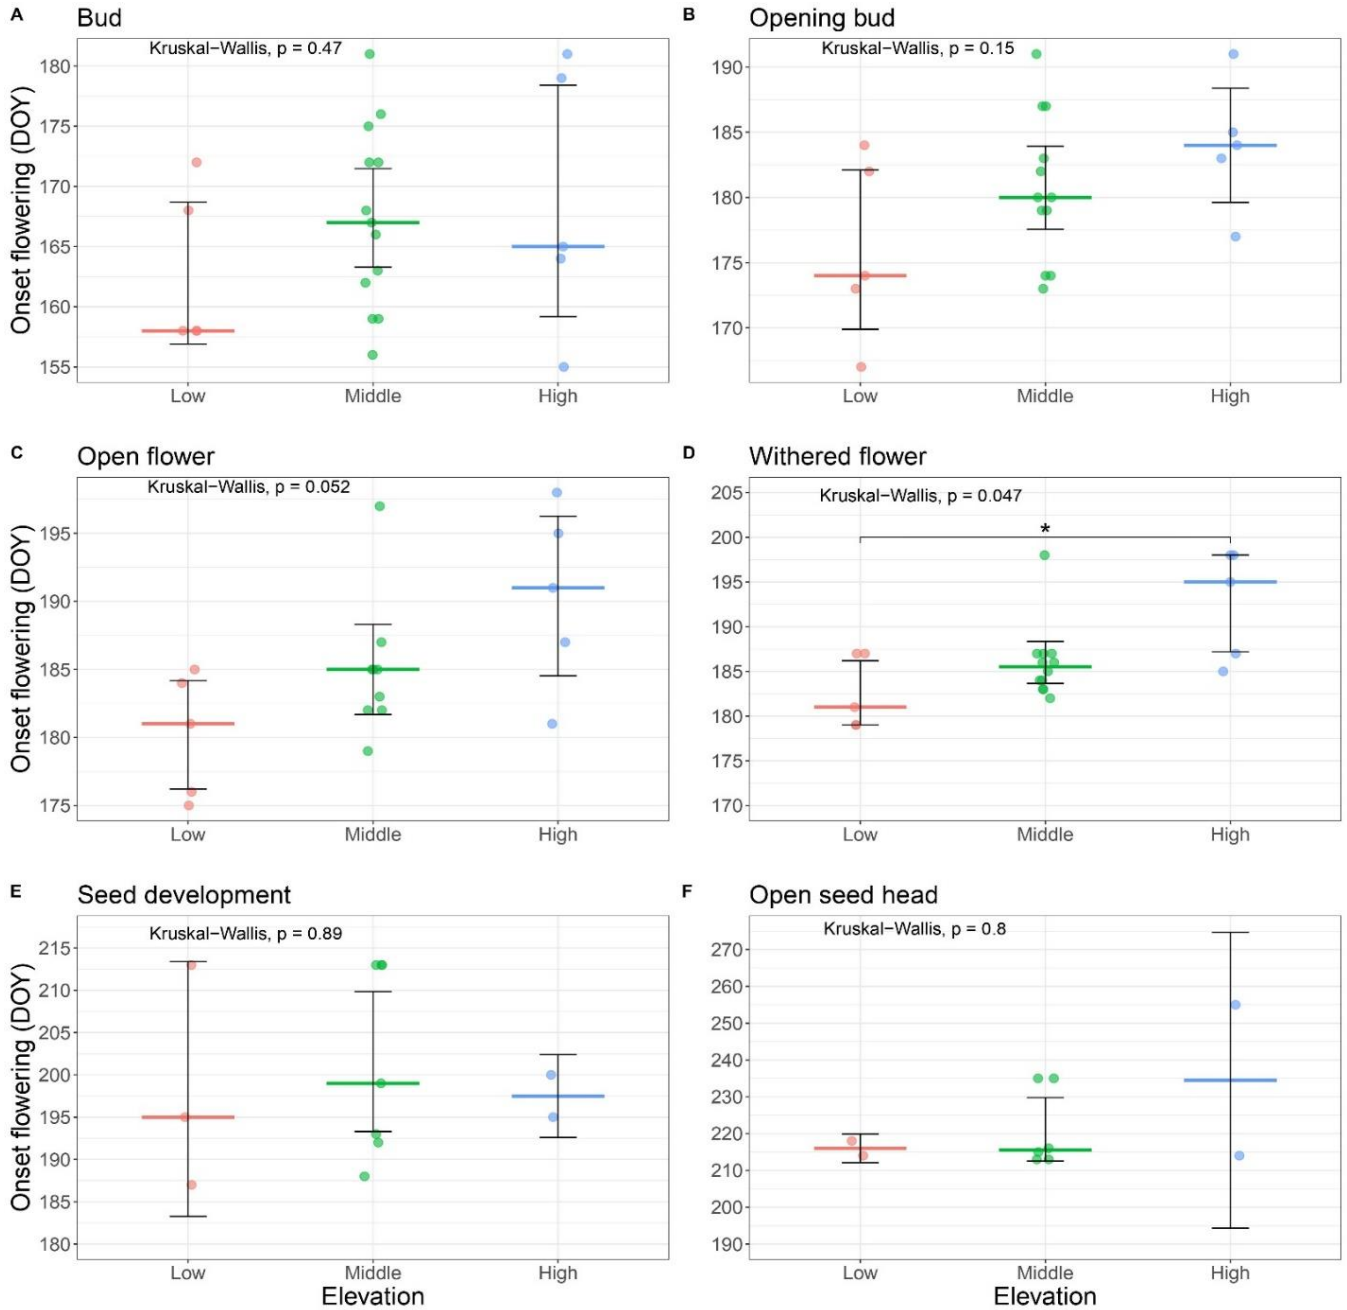 A Bud
Kruskal−Wallis, p = 0.47
Onset flowering (DOY)
180
175
170
165
160
155
Low Middle High
B Opening bud
Kruskal−Wallis, p = 0.15
190
185
180
175
170
Low Middle High
C Open flower
Kruskal−Wallis, p = 0.052
Onset flowering (DOY)
195
190
185
180
175
Low Middle High
D Withered flower
Kruskal−Wallis, p = 0.047
*
205
200
195
190
185
180
175
170
Low Middle High
E Seed development
Kruskal−Wallis, p = 0.89
Onset flowering (DOY)
215
210
205
200
195
190
185
180
Low Middle High
Elevation
F Open seed head
Kruskal−Wallis, p = 0.8
270
260
250
240
230
220
210
200
190
Low Middle High
Elevation